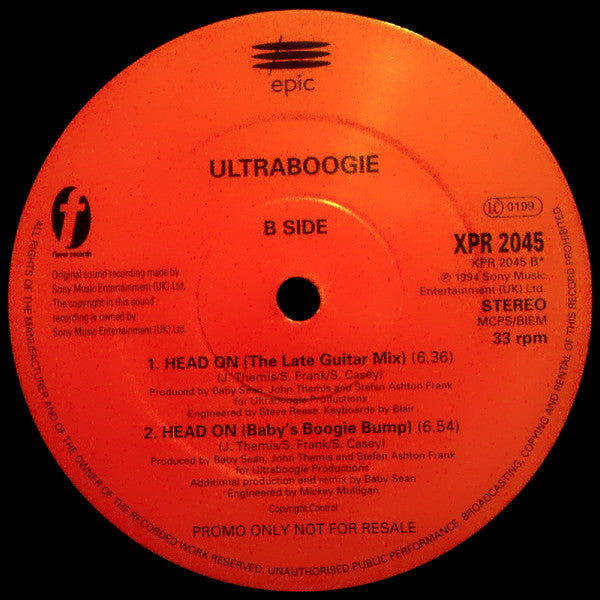 epic
ULTRABOOGIE
B SIDE
f
flavor records
LC 0199
XPR 2045
XPR 2045 B*
℗ 1994 Sony Music
Entertainment (UK) Ltd.
STEREO
MCPS/BIEM
33 rpm
Original sound recording made by
Sony Music Entertainment (UK) Ltd.
The copyright in this sound
recording is owned by
Sony Music Entertainment (UK) Ltd.
1. HEAD ON (The Late Guitar Mix) (6.36)
(J. Themis/S. Frank/S. Casey)
Produced by Baby Sean, John Themis and Stefan Ashton Frank
for Ultraboogie Productions
Engineered by Steve Reese. Keyboards by Blair
2. HEAD ON (Baby's Boogie Bump) (6.54)
(J. Themis/S. Frank/S. Casey)
Produced by Baby Sean, John Themis and Stefan Ashton Frank
for Ultraboogie Productions
Additional production and remix by Baby Sean
Engineered by Mickey Mulligan
Copyright Control
PROMO ONLY NOT FOR RESALE
ALL RIGHTS OF THE MANUFACTURER AND OF THE OWNER OF THE RECORDED WORK RESERVED. UNAUTHORISED PUBLIC PERFORMANCE, BROADCASTING, COPYING AND RENTAL OF THIS RECORD PROHIBITED.